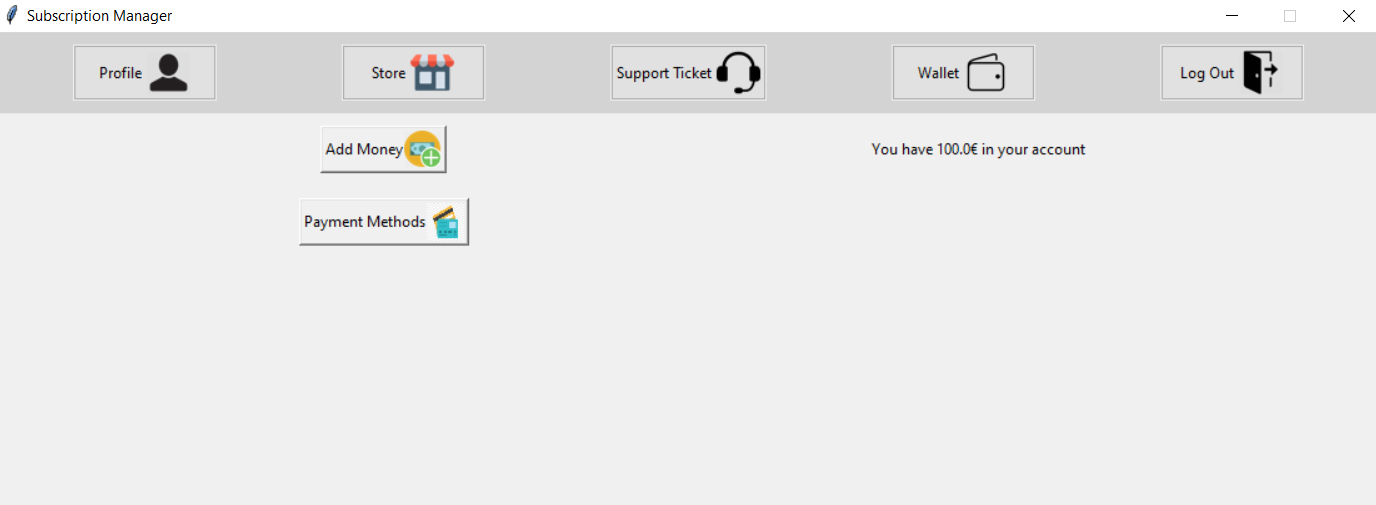 Subscription Manager
Profile
Store
Support Ticket
Wallet
Log Out
Add Money
You have 100.0€ in your account
Payment Methods